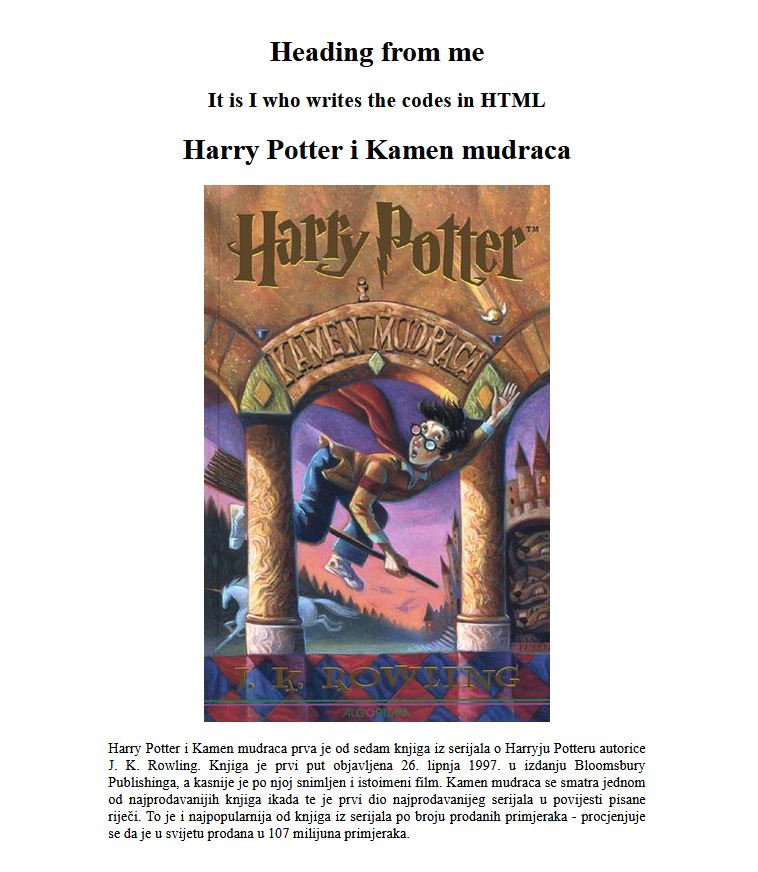 Heading from me
It is I who writes the codes in HTML
Harry Potter i Kamen mudraca
Harry Potter™
KAMEN MUDRACA
J. K. ROWLING
ALGORITAM
Harry Potter i Kamen mudraca prva je od sedam knjiga iz serijala o Harryju Potteru autorice
J. K. Rowling. Knjiga je prvi put objavljena 26. lipnja 1997. u izdanju Bloomsbury
Publishinga, a kasnije je po njoj snimljen i istoimeni film. Kamen mudraca se smatra jednom
od najprodavanijih knjiga ikada te je prvi dio najprodavanijeg serijala u povijesti pisane
riječi. To je i najpopularnija od knjiga iz serijala po broju prodanih primjeraka - procjenjuje
se da je u svijetu prodana u 107 milijuna primjeraka.